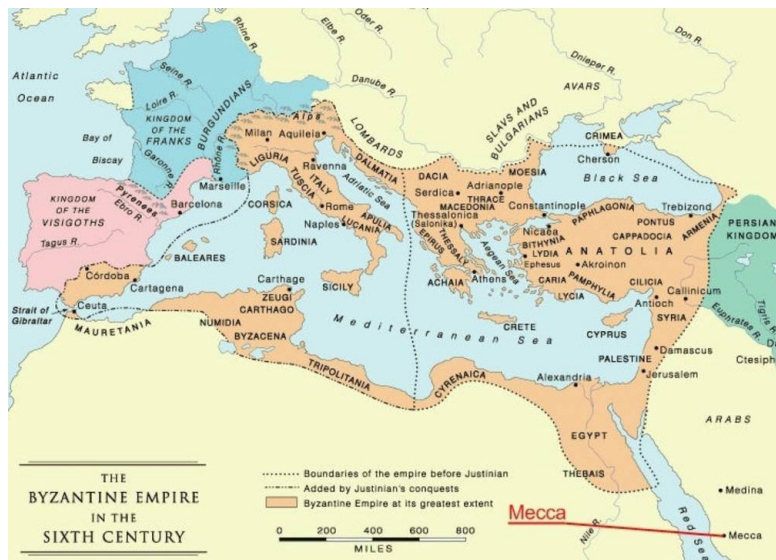 Atlantic
Ocean
Rhine R.
Elbe R.
Oder R.
Don R.
Dnieper R.
Seine R.
Loire R.
KINGDOM
OF THE
FRANKS
BURGUNDIANS
Danube R.
AVARS
SLAVS AND
BULGARIANS
Bay of
Biscay
Garonne R.
Rhône R.
Alps
Milan
Aquileia
LOMBARDS
CRIMEA
Cherson
LIGURIA
Ravenna
DALMATIA
DACIA
MOESIA
Black Sea
Marseille
TUSCIA
ITALY
Adriatic Sea
Serdica
Adrianople
THRACE
MACEDONIA
Constantinople
PAPHLAGONIA
PONTUS
Trebizond
ARMENIA
PERSIAN
KINGDOM
KINGDOM
OF THE
VISIGOTHS
Pyrenees
Ebro R.
Barcelona
CORSICA
Rome
Naples
APULIA
LUCANIA
Thessalonica
(Salonika)
EPIRUS
THESSALY
Aegean Sea
Nicaea
BITHYNIA
LYDIA
Ephesus
CAPPADOCIA
ANATOLIA
Akroinon
Tagus R.
SARDINIA
BALEARES
ACHAIA
Athens
CARIA
PAMPHYLIA
LYCIA
CILICIA
Callinicum
Antioch
Euphrates R.
Tigris
Córdoba
Cartagena
Carthage
SICILY
SYRIA
Strait of
Gibraltar
Ceuta
MAURETANIA
ZEUGI
CARTHAGO
NUMIDIA
BYZACENA
Mediterranean Sea
CRETE
CYPRUS
Damascus
Ctesiph
TRIPOLITANIA
CYRENAICA
Alexandria
PALESTINE
Jerusalem
ARABS
EGYPT
THEBAIS
Nile R.
Red Sea
Medina
Mecca
Mecca
THE
BYZANTINE EMPIRE
IN THE
SIXTH CENTURY
Boundaries of the empire before Justinian
Added by Justinian's conquests
Byzantine Empire at its greatest extent
0 200 400 600 800
MILES